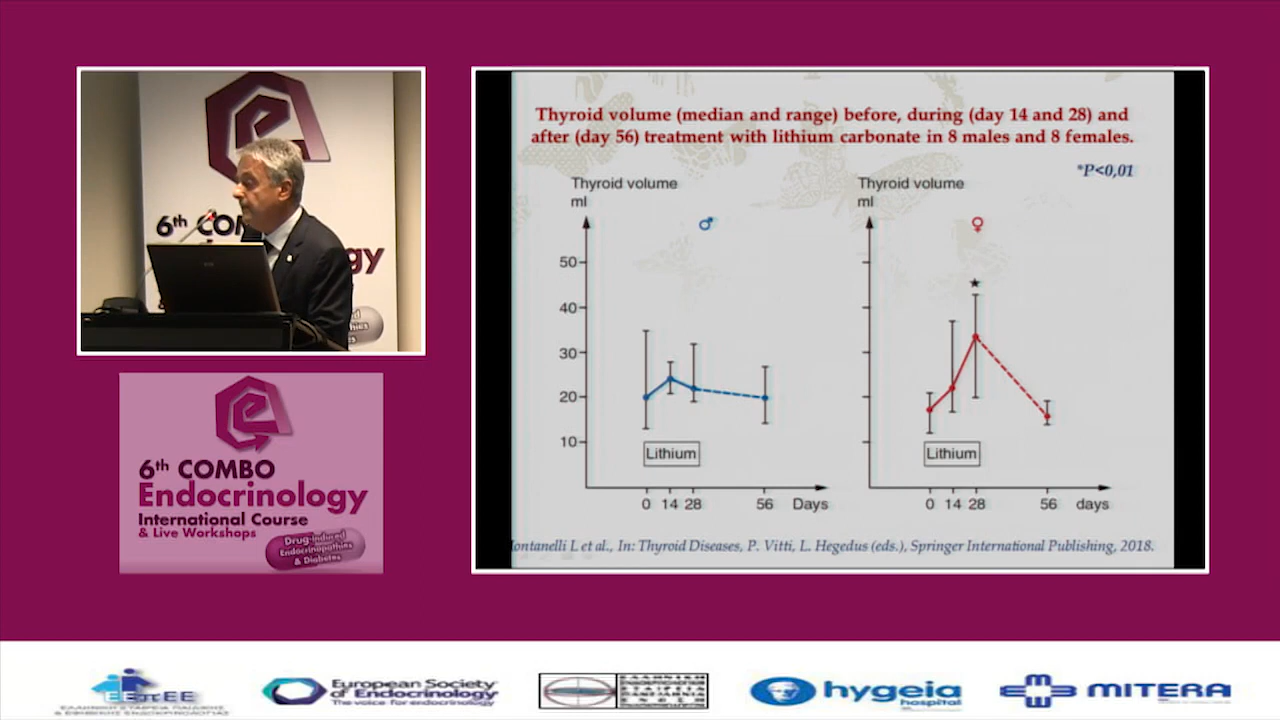 6th COM
gy
6th COMBO
Endocrinology
International Course
& Live Workshops
Drug-induced
Endocrinopathies
& Diabetes
Thyroid volume (median and range) before, during (day 14 and 28) and
after (day 56) treatment with lithium carbonate in 8 males and 8 females.
*P<0,01
Thyroid volume
ml
♂
50
40
30
20
10
Lithium
0 14 28 56 Days
Thyroid volume
ml
♀
★
Lithium
0 14 28 56 days
ontanelli L et al., In: Thyroid Diseases, P. Vitti, L. Hegedus (eds.), Springer International Publishing, 2018.
European Society
of Endocrinology
The voice for endocrinology
hygeia
hospital
MITERA